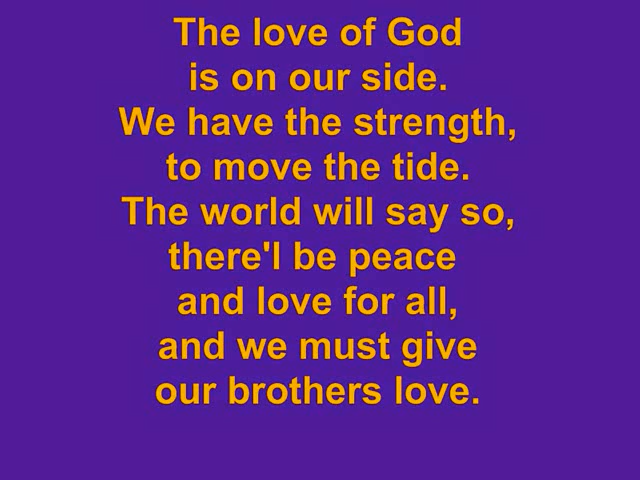 The love of God
is on our side.
We have the strength,
to move the tide.
The world will say so,
there'l be peace
and love for all,
and we must give
our brothers love.